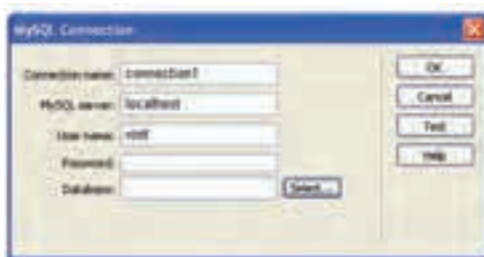 MySQL Connection
Connection name: connection1
MySQL server: localhost
User name: root
Password:
Database: Select...
OK
Cancel
Test
Help